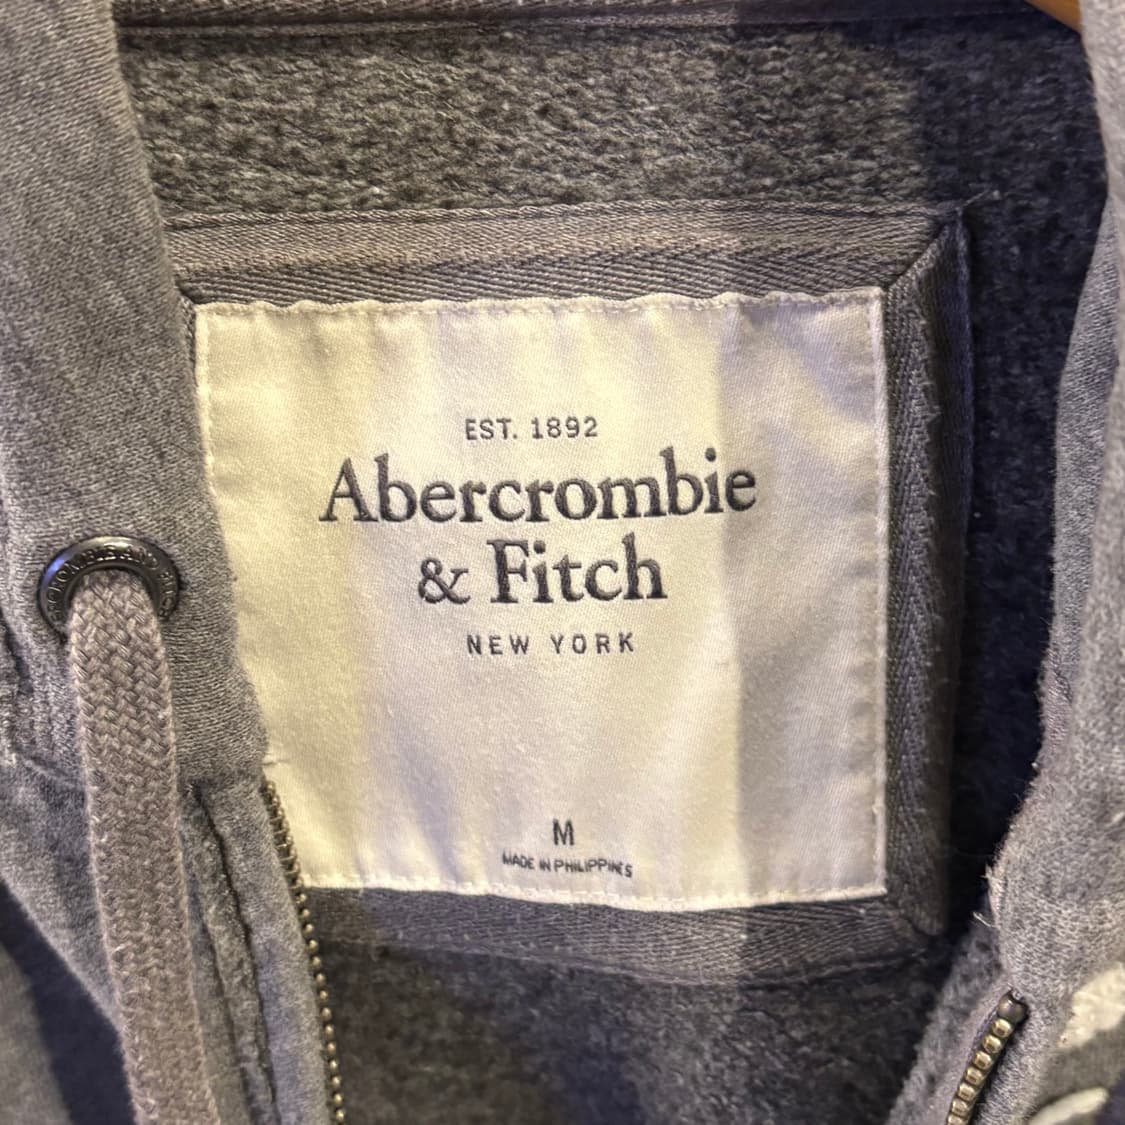 EST. 1892
Abercrombie
& Fitch
NEW YORK
M
MADE IN PHILIPPINES